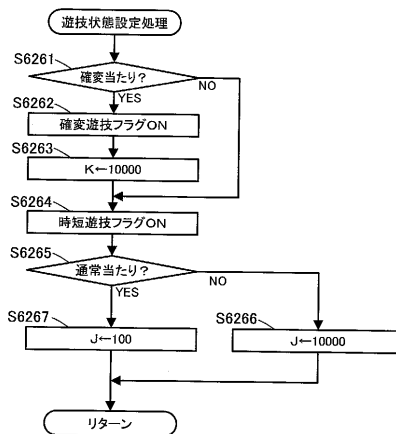 遊技状態設定処理
S6261
確変当たり？
NO
YES
S6262
確変遊技フラグON
S6263
K←10000
S6264
時短遊技フラグON
S6265
通常当たり？
NO
YES
S6267
J←100
S6266
J←10000
リターン